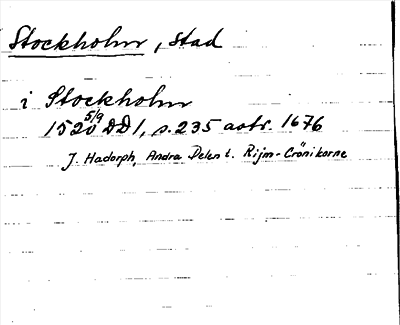 Stockholm, stad
i Stockholm
1520 5/9 DD1, s. 235 avtr. 1676
J. Hadorph, Andra Delen t. Rijm-Crönikorne